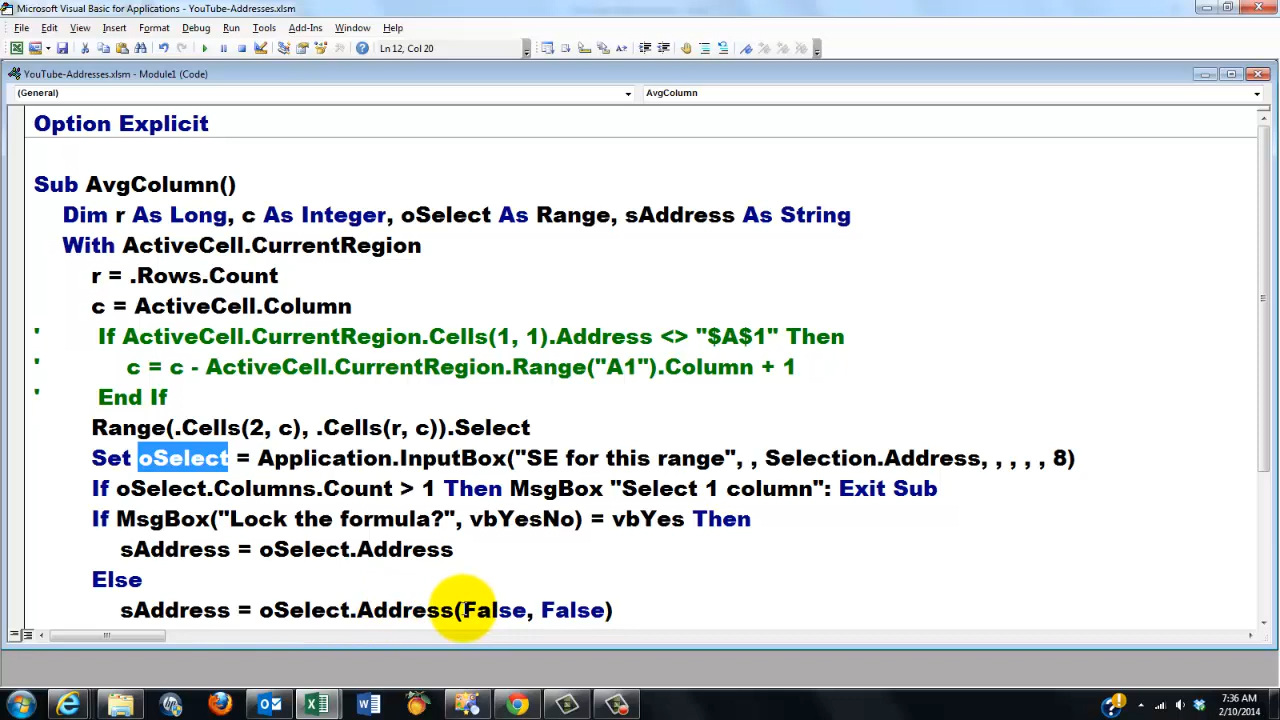 Microsoft Visual Basic for Applications - YouTube-Addresses.xlsm
File Edit View Insert Format Debug Run Tools Add-Ins Window Help
Ln 12, Col 20
YouTube-Addresses.xlsm - Module1 (Code)
(General) AvgColumn
Option Explicit
Sub AvgColumn()
Dim r As Long, c As Integer, oSelect As Range, sAddress As String
With ActiveCell.CurrentRegion
r = .Rows.Count
c = ActiveCell.Column
' If ActiveCell.CurrentRegion.Cells(1, 1).Address <> "$A$1" Then
' c = c - ActiveCell.CurrentRegion.Range("A1").Column + 1
' End If
Range(.Cells(2, c), .Cells(r, c)).Select
Set oSelect = Application.InputBox("SE for this range", , Selection.Address, , , , , 8)
If oSelect.Columns.Count > 1 Then MsgBox "Select 1 column": Exit Sub
If MsgBox("Lock the formula?", vbYesNo) = vbYes Then
sAddress = oSelect.Address
Else
sAddress = oSelect.Address(False, False)
7:36 AM
2/10/2014